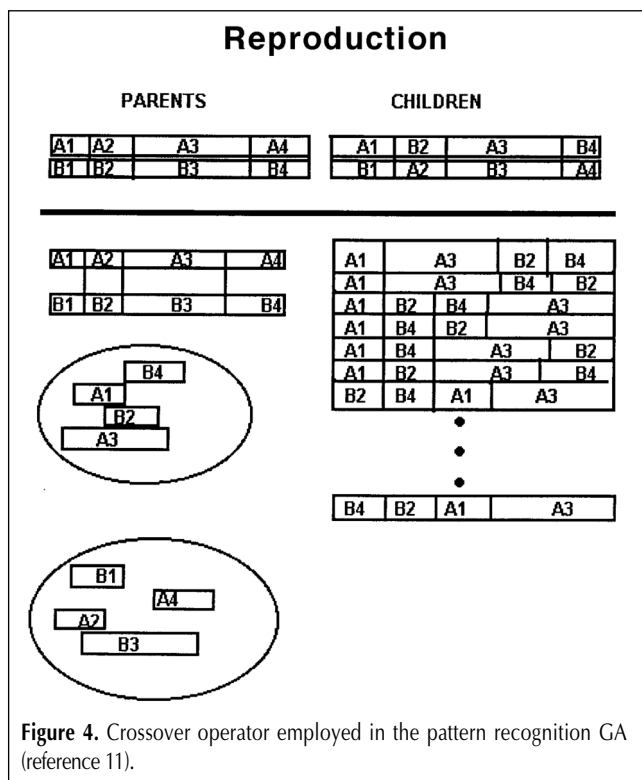 Reproduction
PARENTS
CHILDREN
A1 A2 A3 A4
B1 B2 B3 B4
A1 B2 A3 B4
B1 A2 B3 A4
A1 A2 A3 A4
B1 B2 B3 B4
B4
A1
B2
A3
B1
A4
A2
B3
A1 A3 B2 B4
A1 A3 B4 B2
A1 B2 B4 A3
A1 B4 B2 A3
A1 B4 A3 B2
A1 B2 A3 B4
B2 B4 A1 A3
B4 B2 A1 A3
Figure 4. Crossover operator employed in the pattern recognition GA
(reference 11).